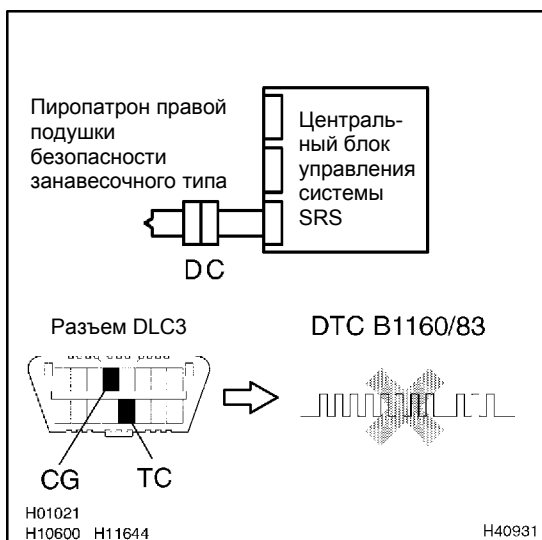 Пиропатрон правой
подушки
безопасности
занавесочного типа
Централь-
ный блок
управления
системы
SRS
D C
Разъем DLC3
DTC B1160/83
CG
TC
H01021
H10600 H11644
H40931